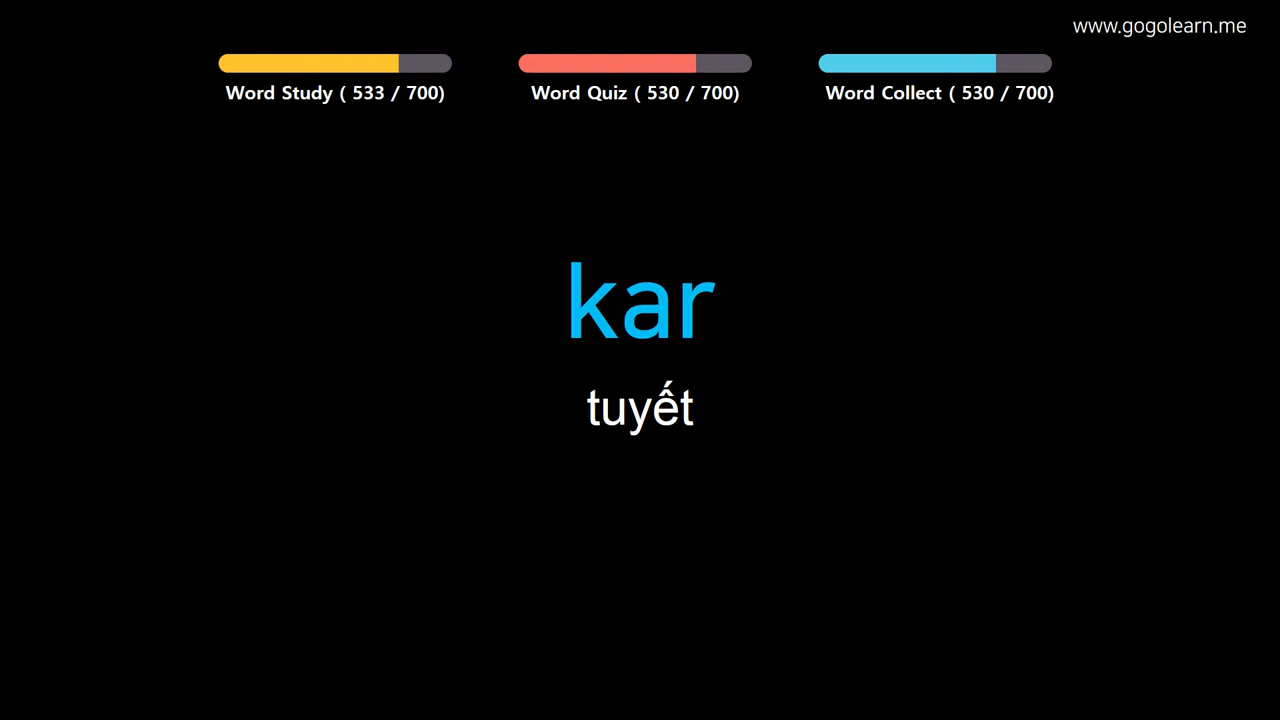 www.gogolearn.me
Word Study ( 533 / 700)
Word Quiz ( 530 / 700)
Word Collect ( 530 / 700)
kar
tuyết